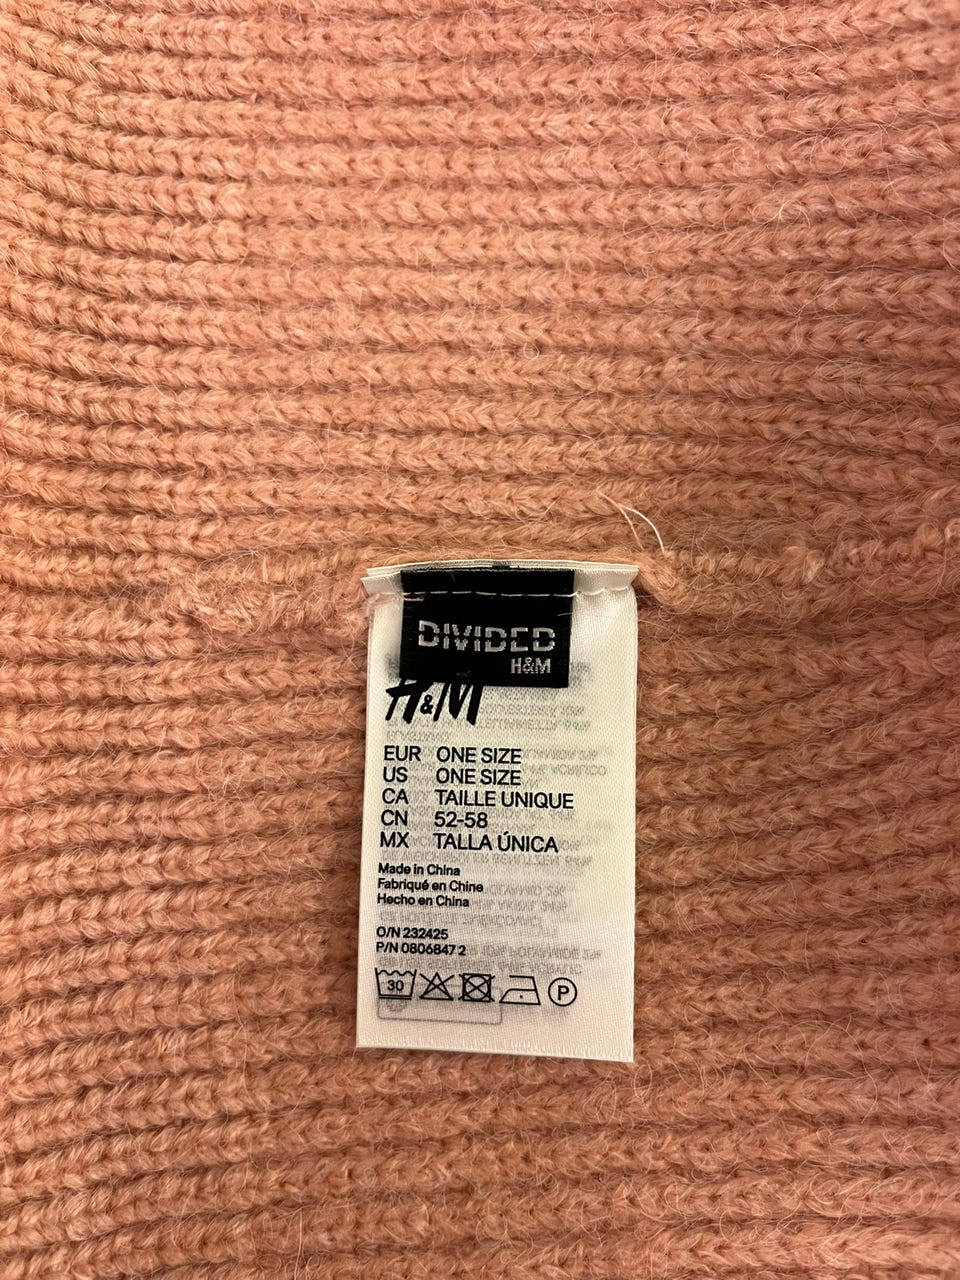 DIVIDED
H&M
H&M
EUR ONE SIZE
US ONE SIZE
CA TAILLE UNIQUE
CN 52-58
MX TALLA ÚNICA
Made in China
Fabriqué en Chine
Hecho en China
O/N 232425
P/N 0806847 2
30
P